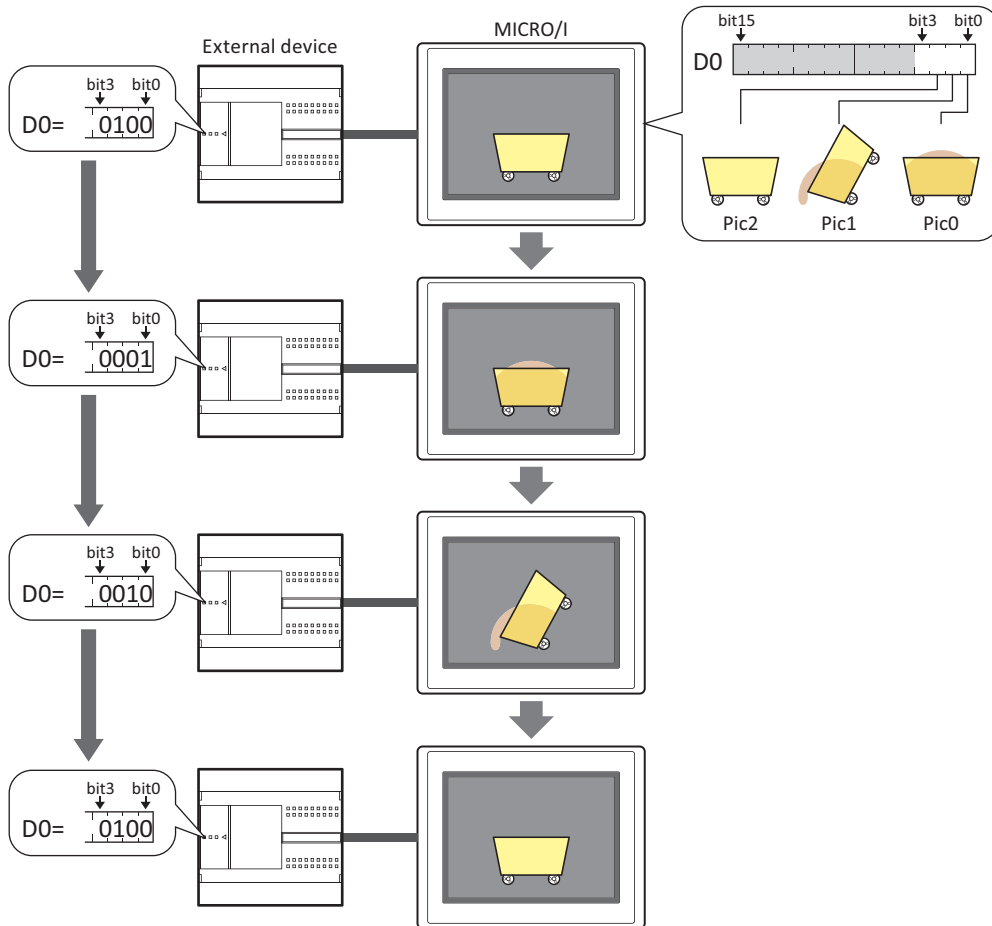 External device
MICRO/I
bit15
bit3
bit0
D0
Pic2
Pic1
Pic0
bit3
bit0
D0=
0100
bit3
bit0
D0=
0001
bit3
bit0
D0=
0010
bit3
bit0
D0=
0100